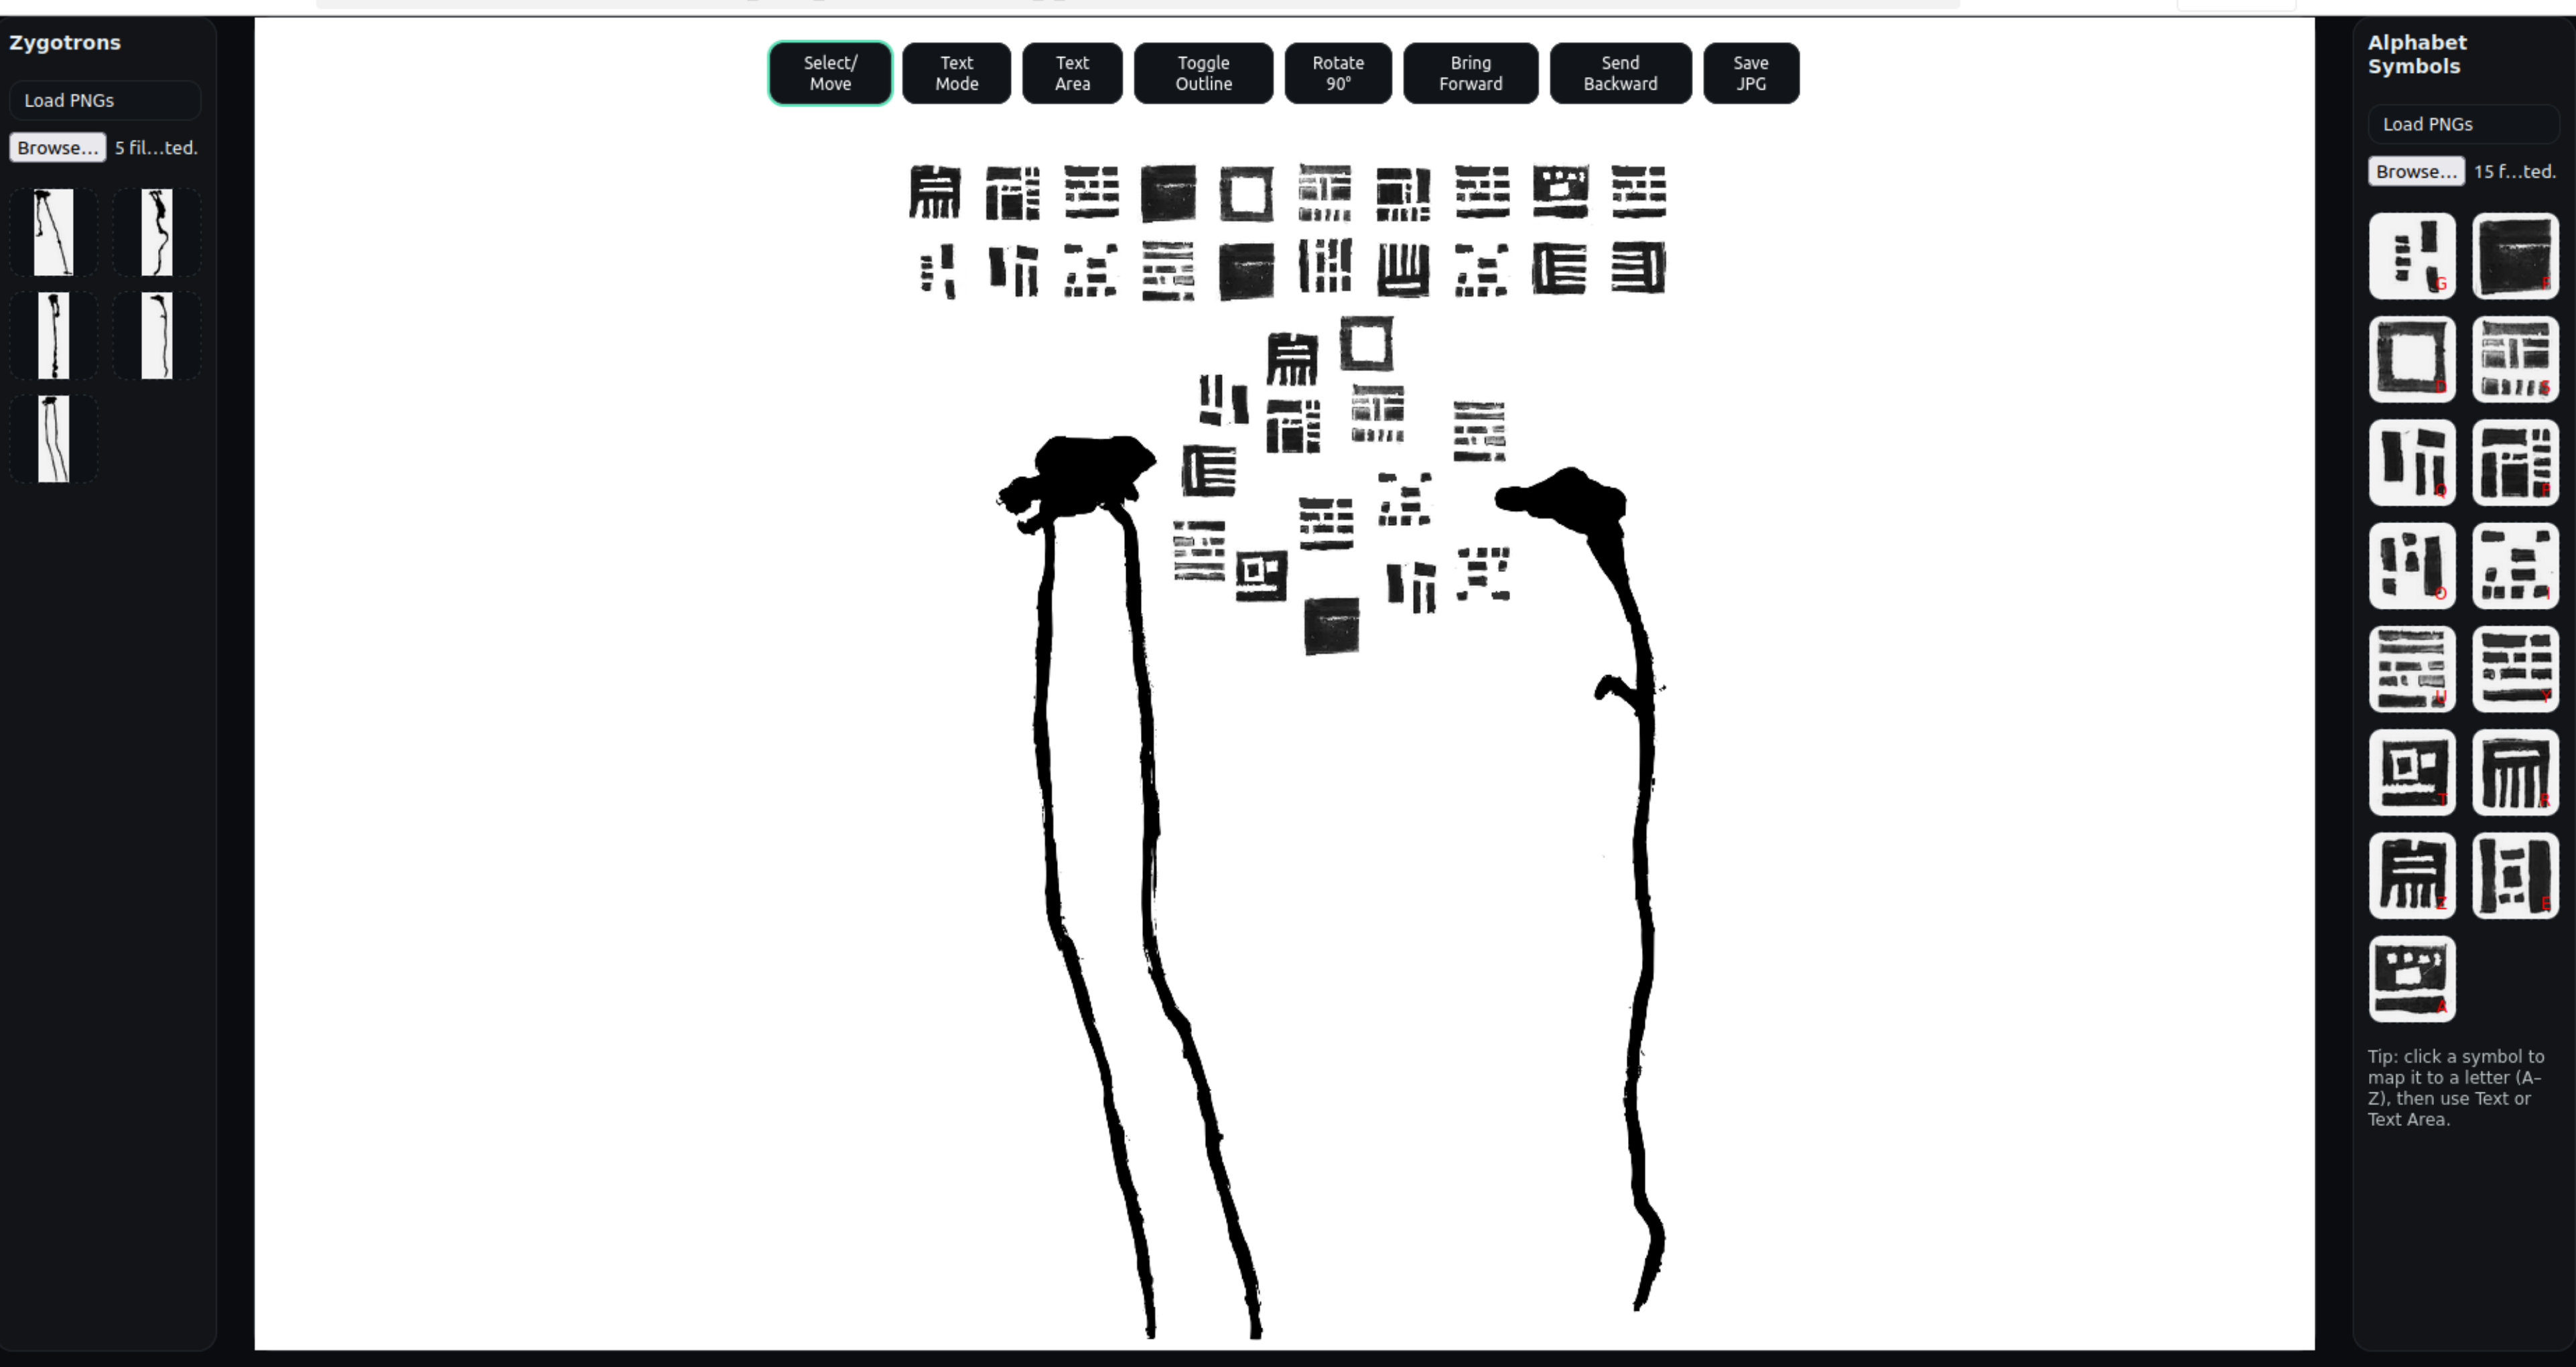 Zygotrons
Load PNGs
Browse... 5 fil...ted.
Select/
Move
Text
Mode
Text
Area
Toggle
Outline
Rotate
90°
Bring
Forward
Send
Backward
Save
JPG
Alphabet
Symbols
Load PNGs
Browse... 15 f...ted.
G
D S
Q P
O I
U Y
T R
Z E
A
Tip: click a symbol to
map it to a letter (A–
Z), then use Text or
Text Area.